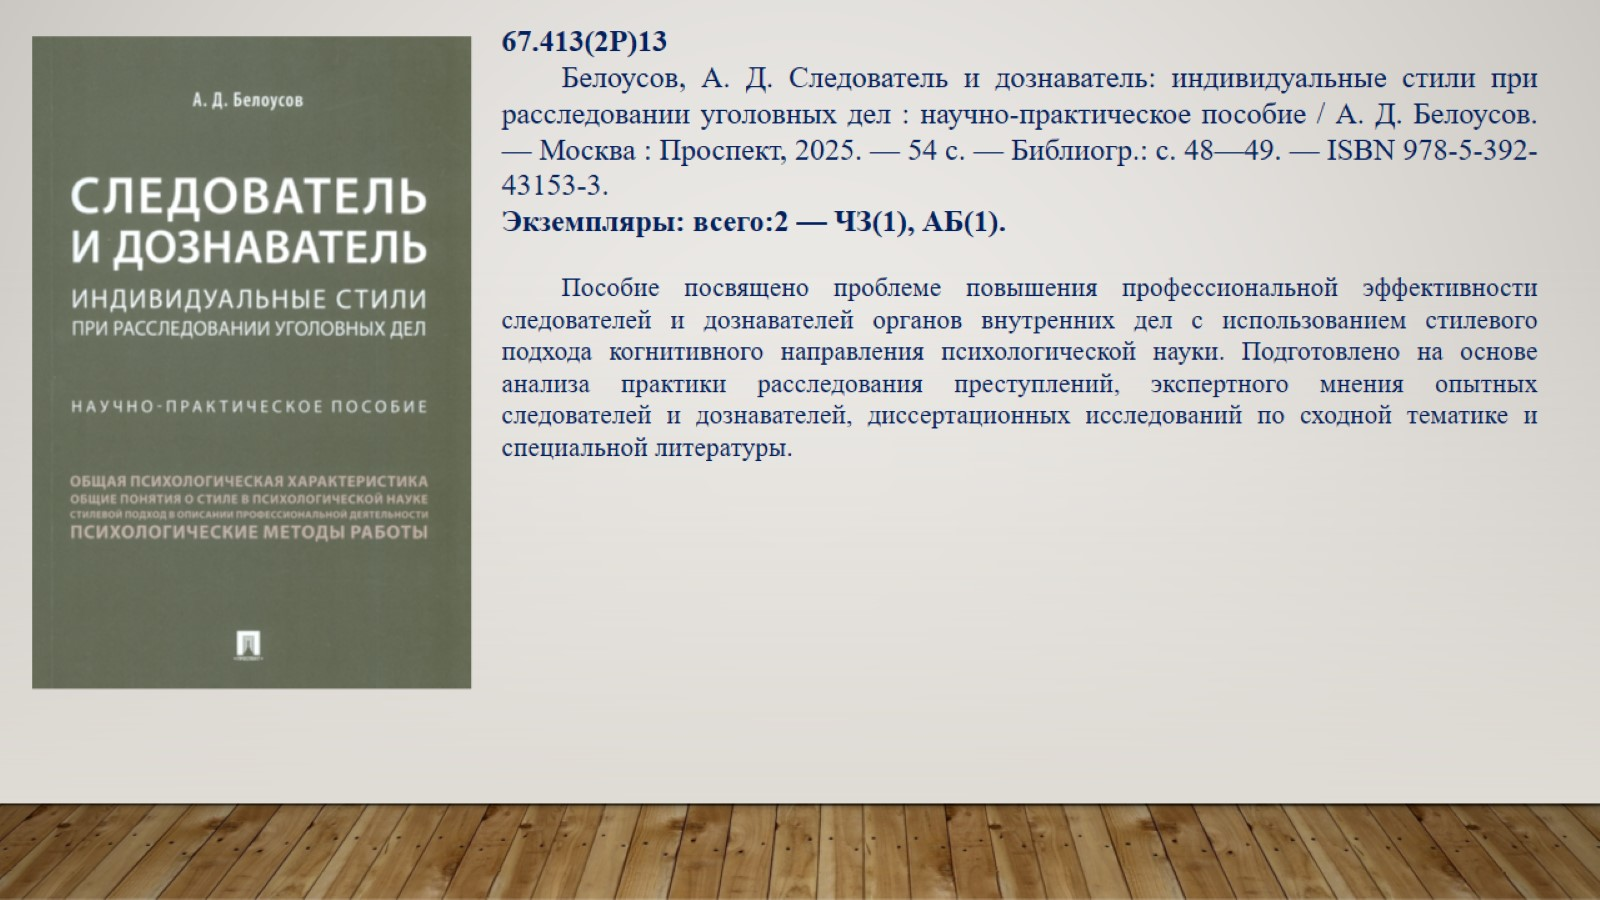 А. Д. Белоусов
СЛЕДОВАТЕЛЬ
И ДОЗНАВАТЕЛЬ
ИНДИВИДУАЛЬНЫЕ СТИЛИ
ПРИ РАССЛЕДОВАНИИ УГОЛОВНЫХ ДЕЛ
НАУЧНО-ПРАКТИЧЕСКОЕ ПОСОБИЕ
ОБЩАЯ ПСИХОЛОГИЧЕСКАЯ ХАРАКТЕРИСТИКА
ОБЩИЕ ПОНЯТИЯ О СТИЛЕ В ПСИХОЛОГИЧЕСКОЙ НАУКЕ
СТИЛЕВОЙ ПОДХОД В ОПИСАНИИ ПРОФЕССИОНАЛЬНОЙ ДЕЯТЕЛЬНОСТИ
ПСИХОЛОГИЧЕСКИЕ МЕТОДЫ РАБОТЫ
67.413(2Р)13
Белоусов, А. Д. Следователь и дознаватель: индивидуальные стили при
расследовании уголовных дел : научно-практическое пособие / А. Д. Белоусов.
— Москва : Проспект, 2025. — 54 с. — Библиогр.: с. 48—49. — ISBN 978-5-392-
43153-3.
Экземпляры: всего:2 — ЧЗ(1), АБ(1).
Пособие посвящено проблеме повышения профессиональной эффективности
следователей и дознавателей органов внутренних дел с использованием стилевого
подхода когнитивного направления психологической науки. Подготовлено на основе
анализа практики расследования преступлений, экспертного мнения опытных
следователей и дознавателей, диссертационных исследований по сходной тематике и
специальной литературы.